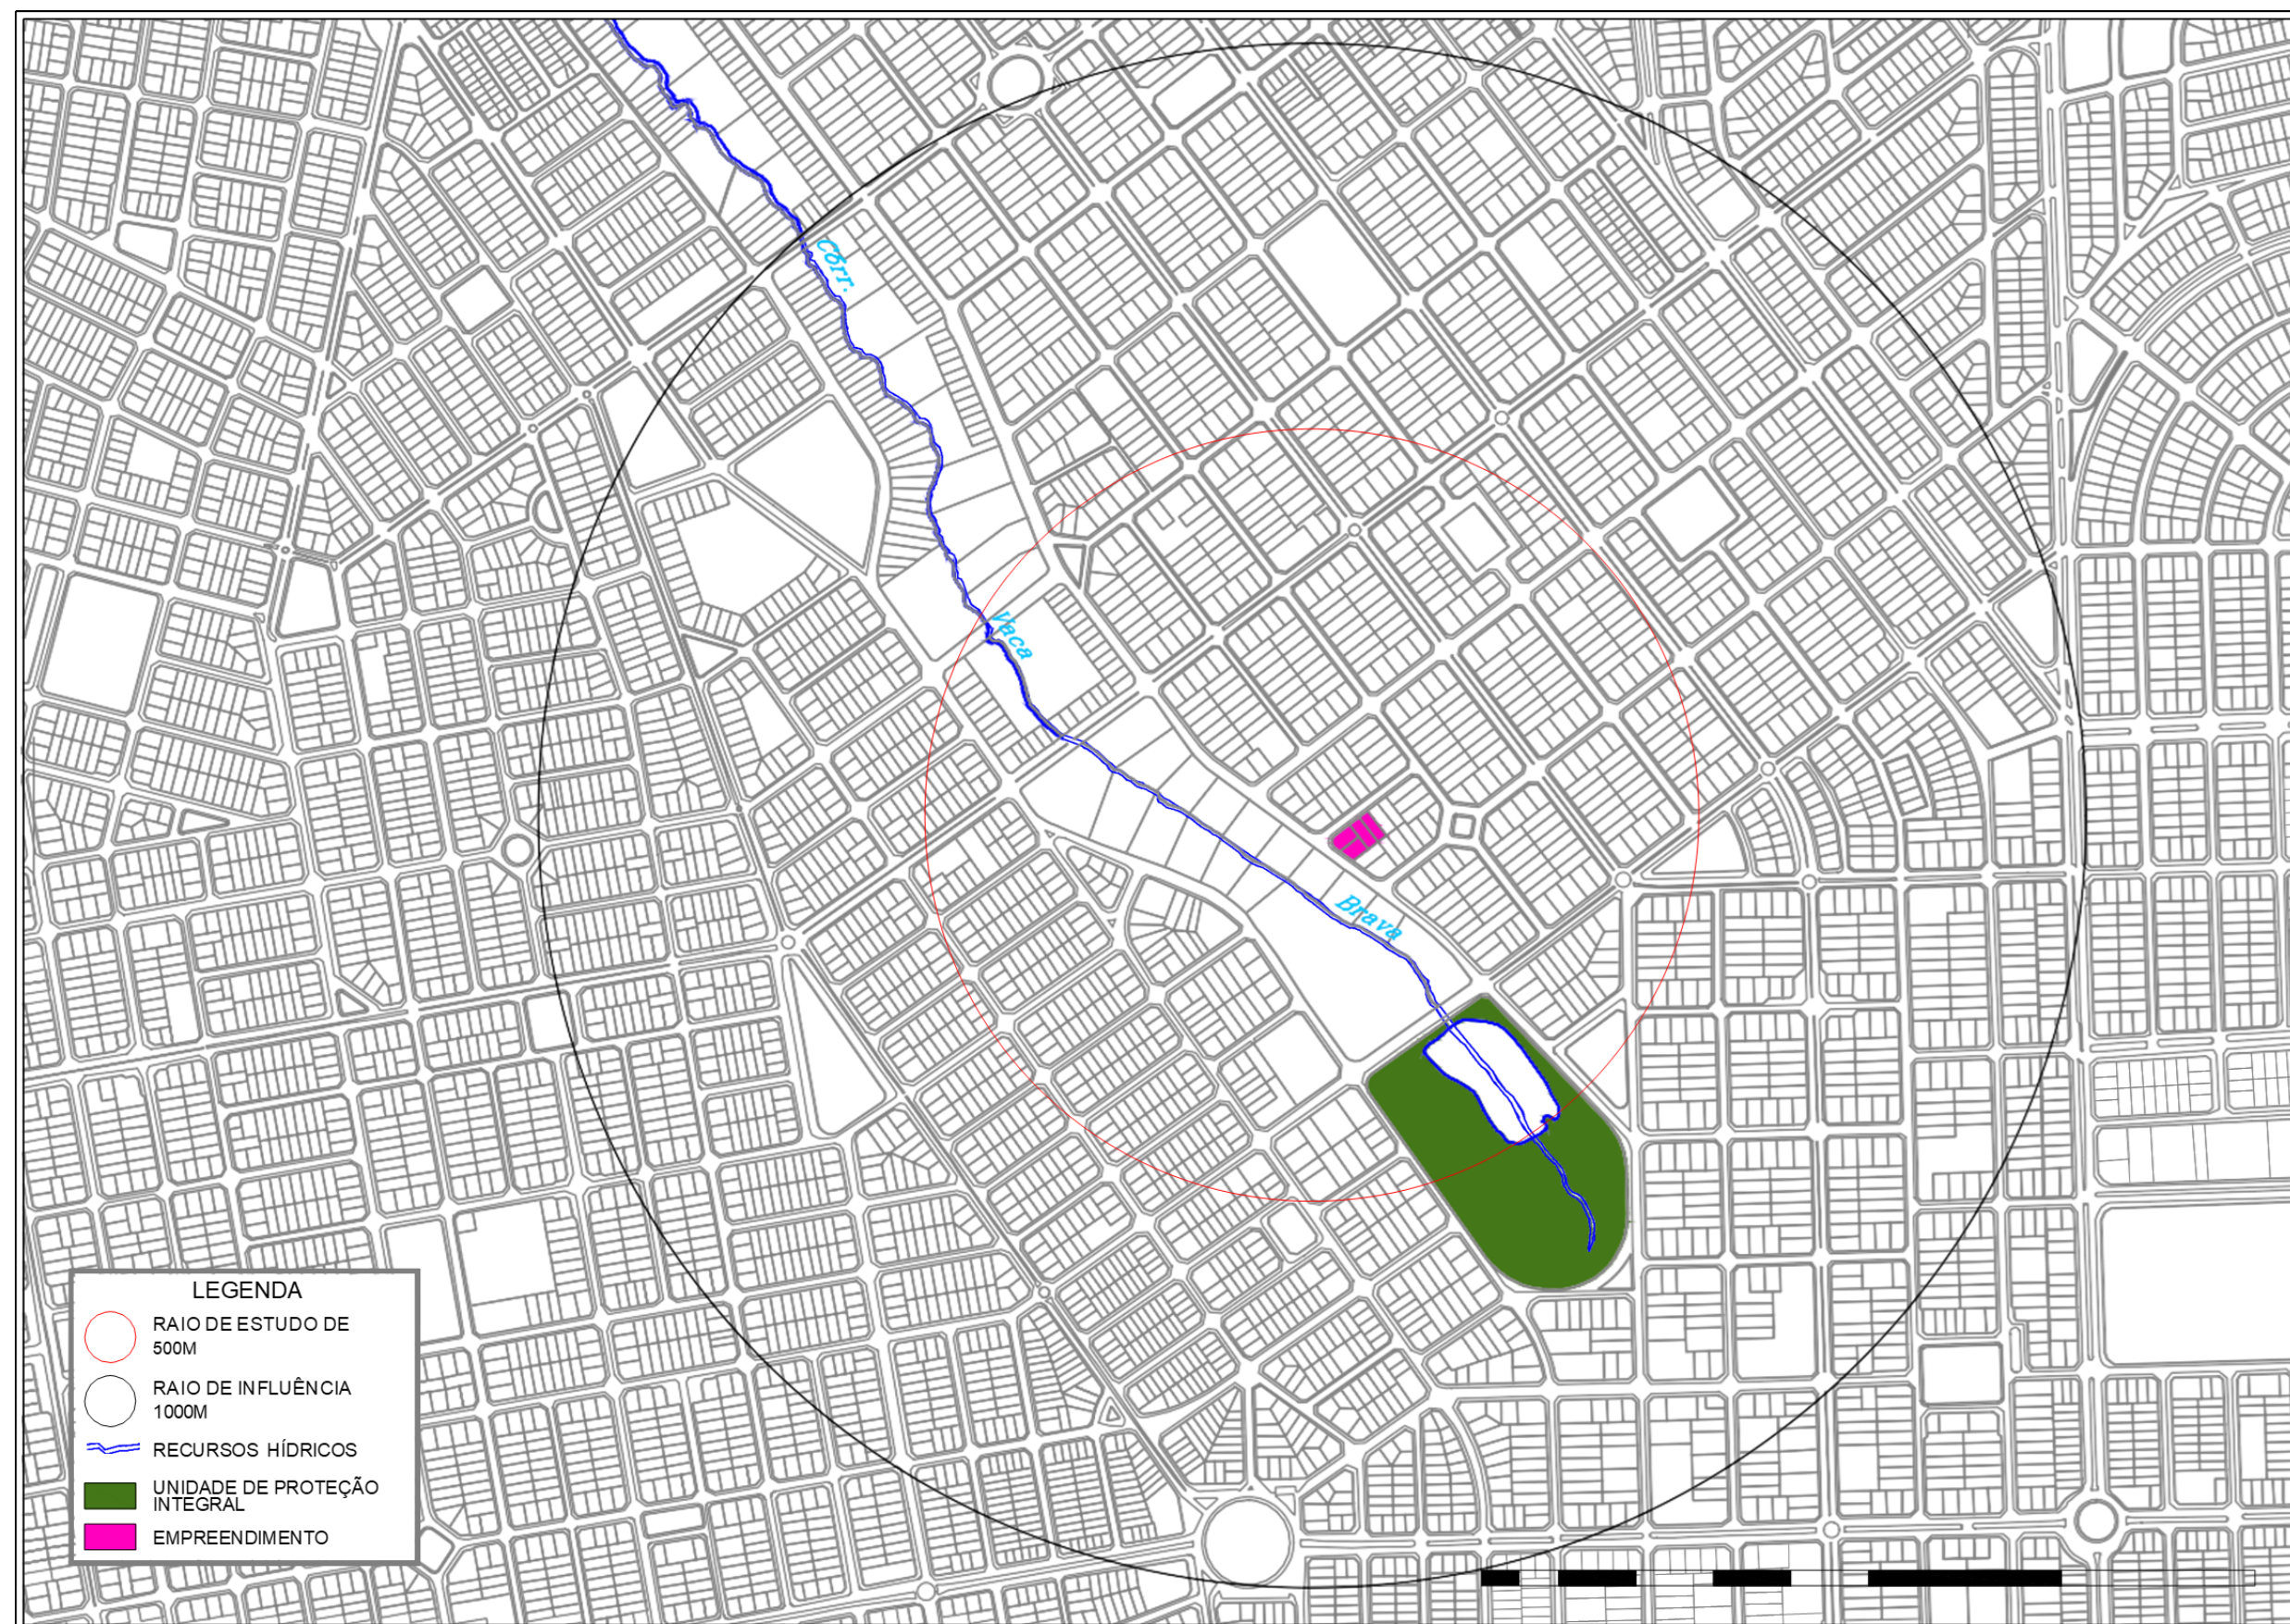 Córr.
Vaca
Brava
LEGENDA
RAIO DE ESTUDO DE
500M
RAIO DE INFLUÊNCIA
1000M
RECURSOS HÍDRICOS
UNIDADE DE PROTEÇÃO
INTEGRAL
EMPREENDIMENTO